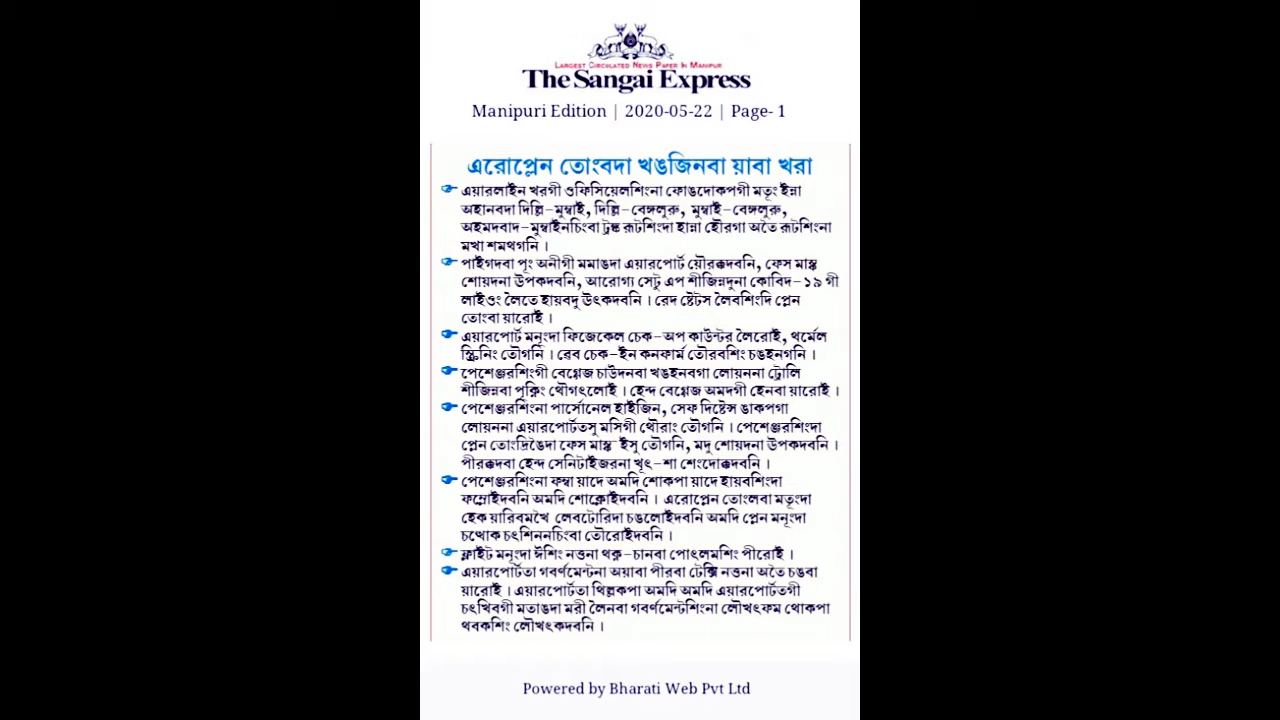 LARGEST CIRCULATED NEWS PAPER IN MANIPUR
The Sangai Express
Manipuri Edition | 2020-05-22 | Page- 1
এরোপ্লেন তোংবদা খঙজিনবা য়াবা খরা
এয়ারলাইন খরগী ওফিসিয়েলশিংনা ফোঙদোকপগী মতূং ইন্না
অহানবদা দিল্লি-মুম্বাই, দিল্লি-বেঙ্গলুরু, মুম্বাই-বেঙ্গলুরু,
অহমদবাদ-মুম্বাইনচিংবা ট্রঙ্ক রূটশিংদা হান্না হৌরগা অতৈ রূটশিংনা
মখা শমথগনি ।
পাইগদবা পূং অনীগী মমাঙদা এয়ারপোর্ট য়ৌরক্কদবনি, ফেস মাস্ক
শোয়দনা উপকদবনি, আরোগ্য সেটু এপ শীজিন্নদুনা কোবিদ-১৯ গী
লাইওং লৈতে হায়বদু উৎকদবনি । রেদ ষ্টেটস লৈবশিংদি প্লেন
তোংবা য়ারোই ।
এয়ারপোর্ট মনূংদা ফিজেকেল চেক-অপ কাউন্টর লৈরোই, থর্মেল
স্ক্রিনিং তৌগনি । ৱেব চেক-ইন কনফার্ম তৌরবশিং চঙহনগনি ।
পেশেঞ্জরশিংগী বেগ্গেজ চাউদনবা খঙহনবগা লোয়ননা ট্রোলি
শীজিন্নবা পুক্নিং থৌগৎলোই । হেন্দ বেগ্গেজ অমদগী হেনবা য়ারোই ।
পেশেঞ্জরশিংনা পার্সোনেল হাইজিন, সেফ দিষ্টেন্স ঙাকপগা
লোয়ননা এয়ারপোর্টতসু মসিগী থৌরাং তৌগনি । পেশেঞ্জরশিংদা
প্লেন তোংদ্রিঙৈদা ফেস মাস্ক ইসু তৌগনি, মদু শোয়দনা উপকদবনি ।
পীরক্কদবা হেন্দ সেনিটাইজরনা খূৎ-শা শেংদোক্কদবনি ।
পেশেঞ্জরশিংনা ফম্বা য়াদে অমদি শোকপা য়াদে হায়বশিংদা
ফম্লোইদবনি অমদি শোক্লোইদবনি । এরোপ্লেন তোংলবা মতূংদা
হেক য়ারিবমখৈ লেবটোরিদা চঙলোইদবনি অমদি প্লেন মনূংদা
চত্থোক চৎশিননচিংবা তৌরোইদবনি ।
ফ্লাইট মনূংদা ঈশিং নত্তনা থক্ল-চানবা পোৎলমশিং পীরোই ।
এয়ারপোর্টতা গবর্ণমেন্টনা অয়াবা পীরবা টেক্সি নত্তনা অতৈ চঙবা
য়ারোই । এয়ারপোর্টতা থিল্লকপা অমদি অমদি এয়ারপোর্টতগী
চৎখিবগী মতাঙদা মরী লৈনবা গবর্ণমেন্টশিংনা লৌখৎফম থোকপা
থবকশিং লৌখৎকদবনি ।
Powered by Bharati Web Pvt Ltd